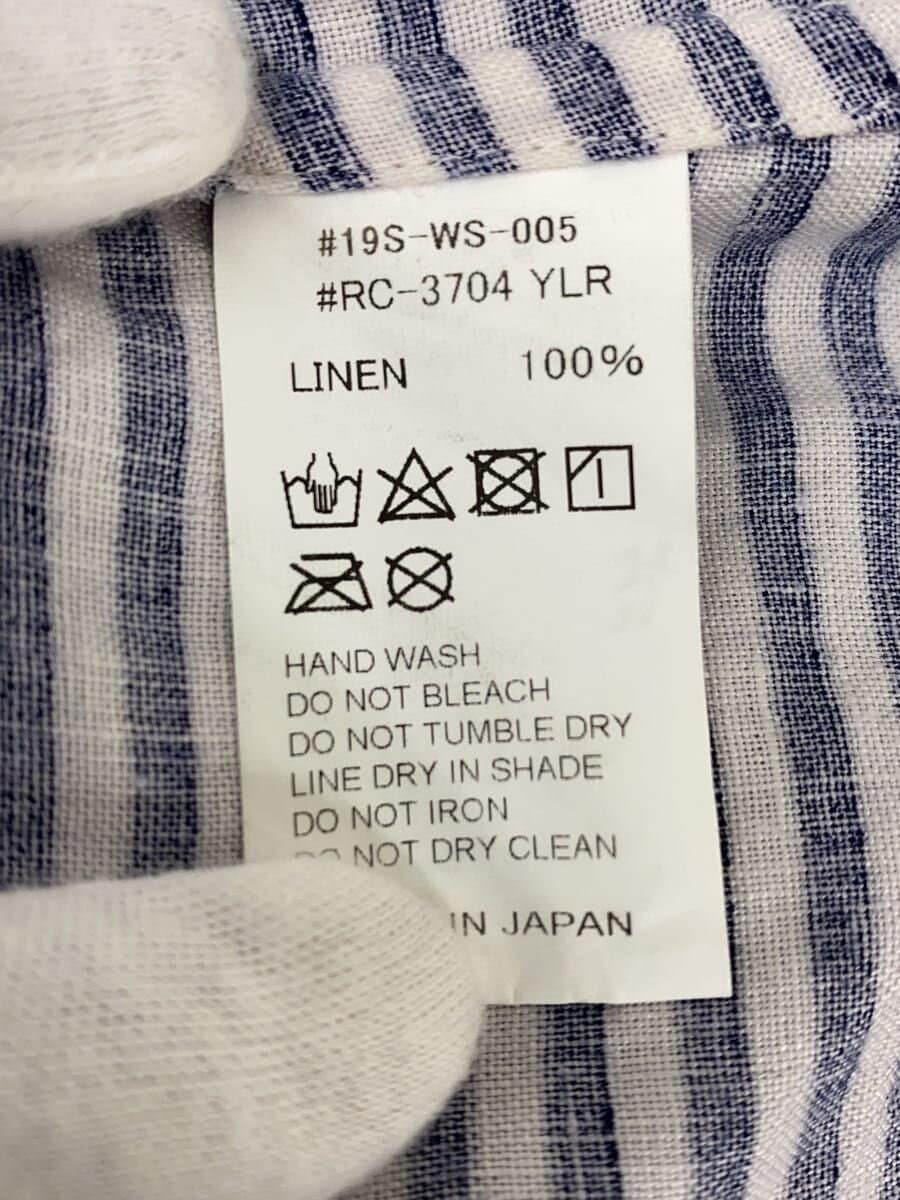 #19S-WS-005
#RC-3704 YLR
LINEN 100%
HAND WASH
DO NOT BLEACH
DO NOT TUMBLE DRY
LINE DRY IN SHADE
DO NOT IRON
NOT DRY CLEAN
IN JAPAN